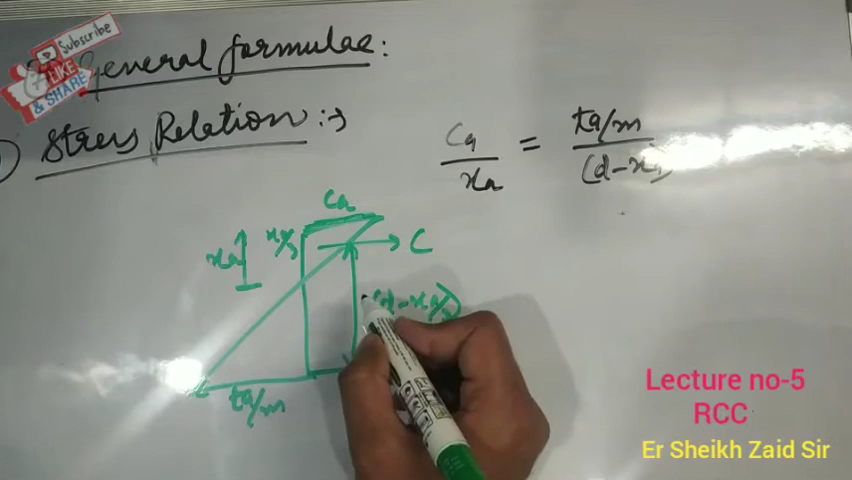 Subscribe
LIKE
& SHARE
General formulae:
Stress Relation :→
Ca/xa = ta/m/(d-x
Ca
xa
x/3
C
(d-xa/3)
ta/m
Lecture no-5
RCC
Er Sheikh Zaid Sir